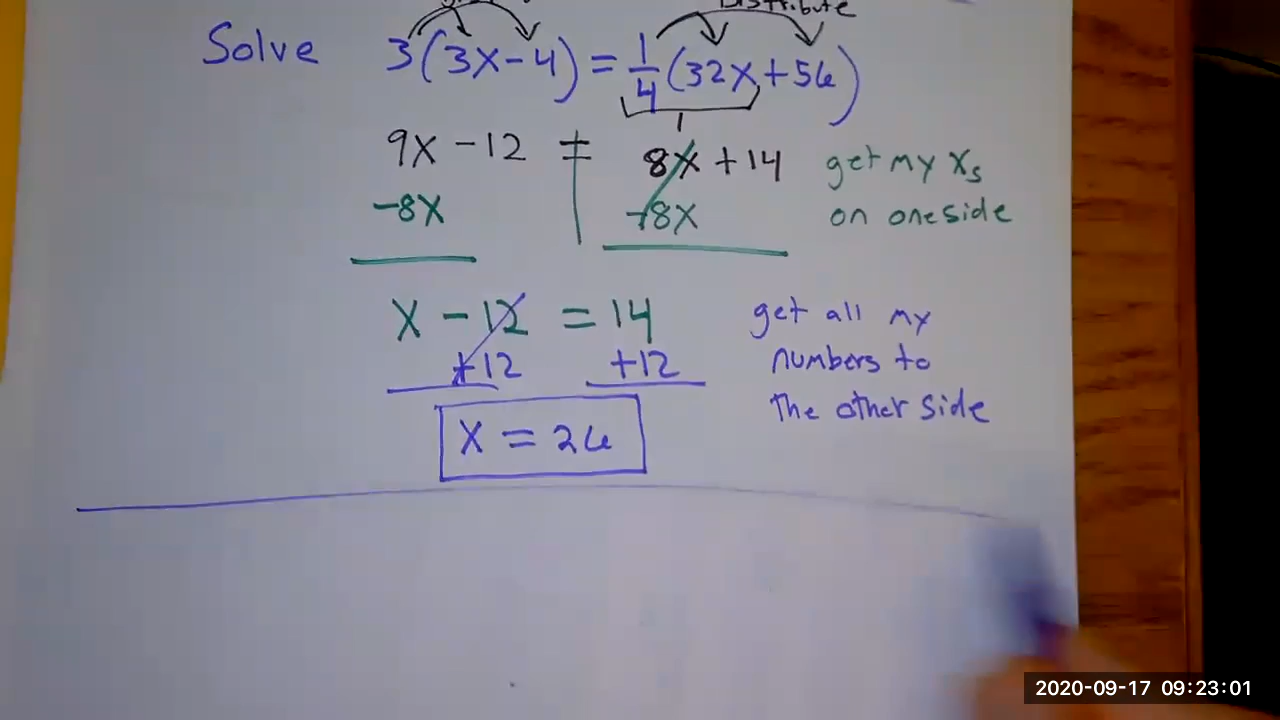 Distribute
Solve 3(3x-4) = 1/4 (32x+56)
9x - 12 = 8x + 14 get my xs
-8x -8x on one side
x - 12 = 14 get all my
+12 +12 numbers to
the other side
x = 26
2020-09-17 09:23:01